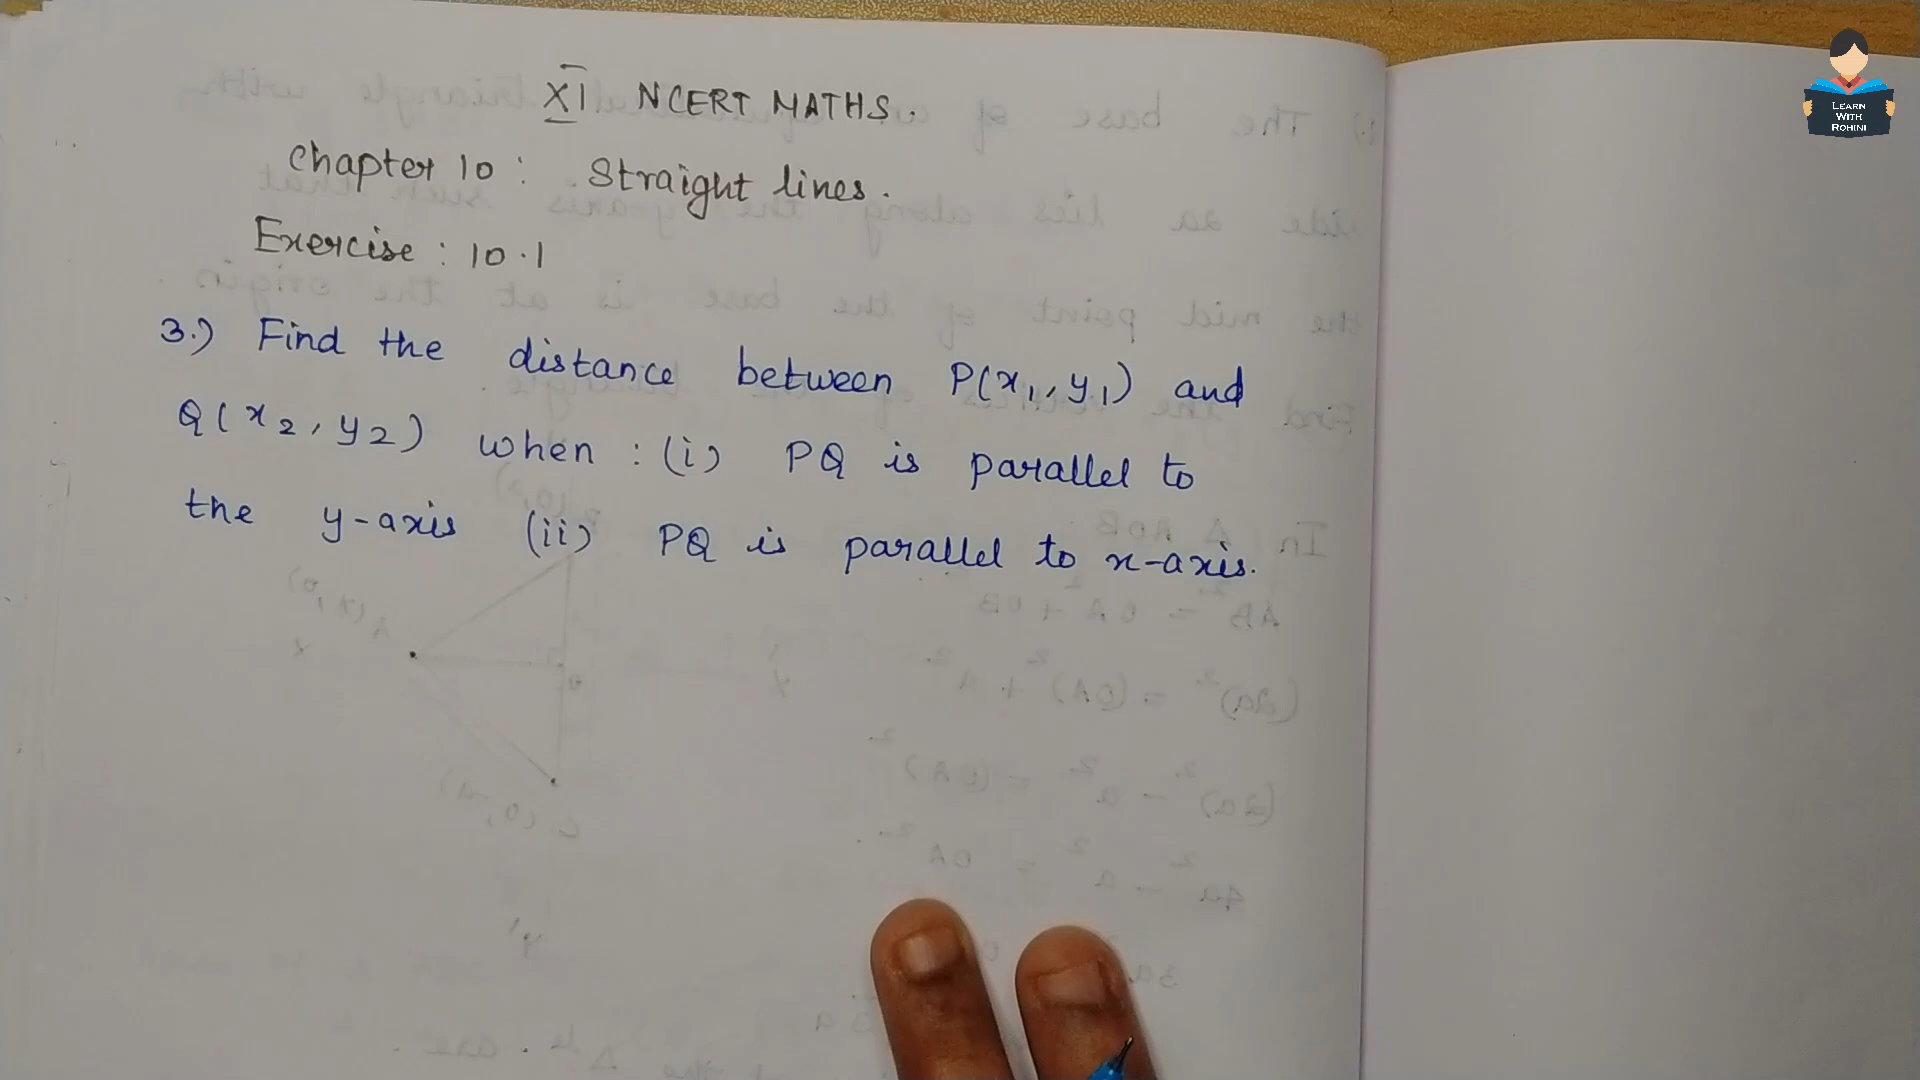 XI NCERT MATHS.
Chapter 10 : Straight lines.
Exercise : 10.1
3.) Find the distance between P(x₁, y₁) and
Q(x₂, y₂) when : (i) PQ is parallel to
the y-axis (ii) PQ is parallel to x-axis.
LEARN
WITH
ROHINI